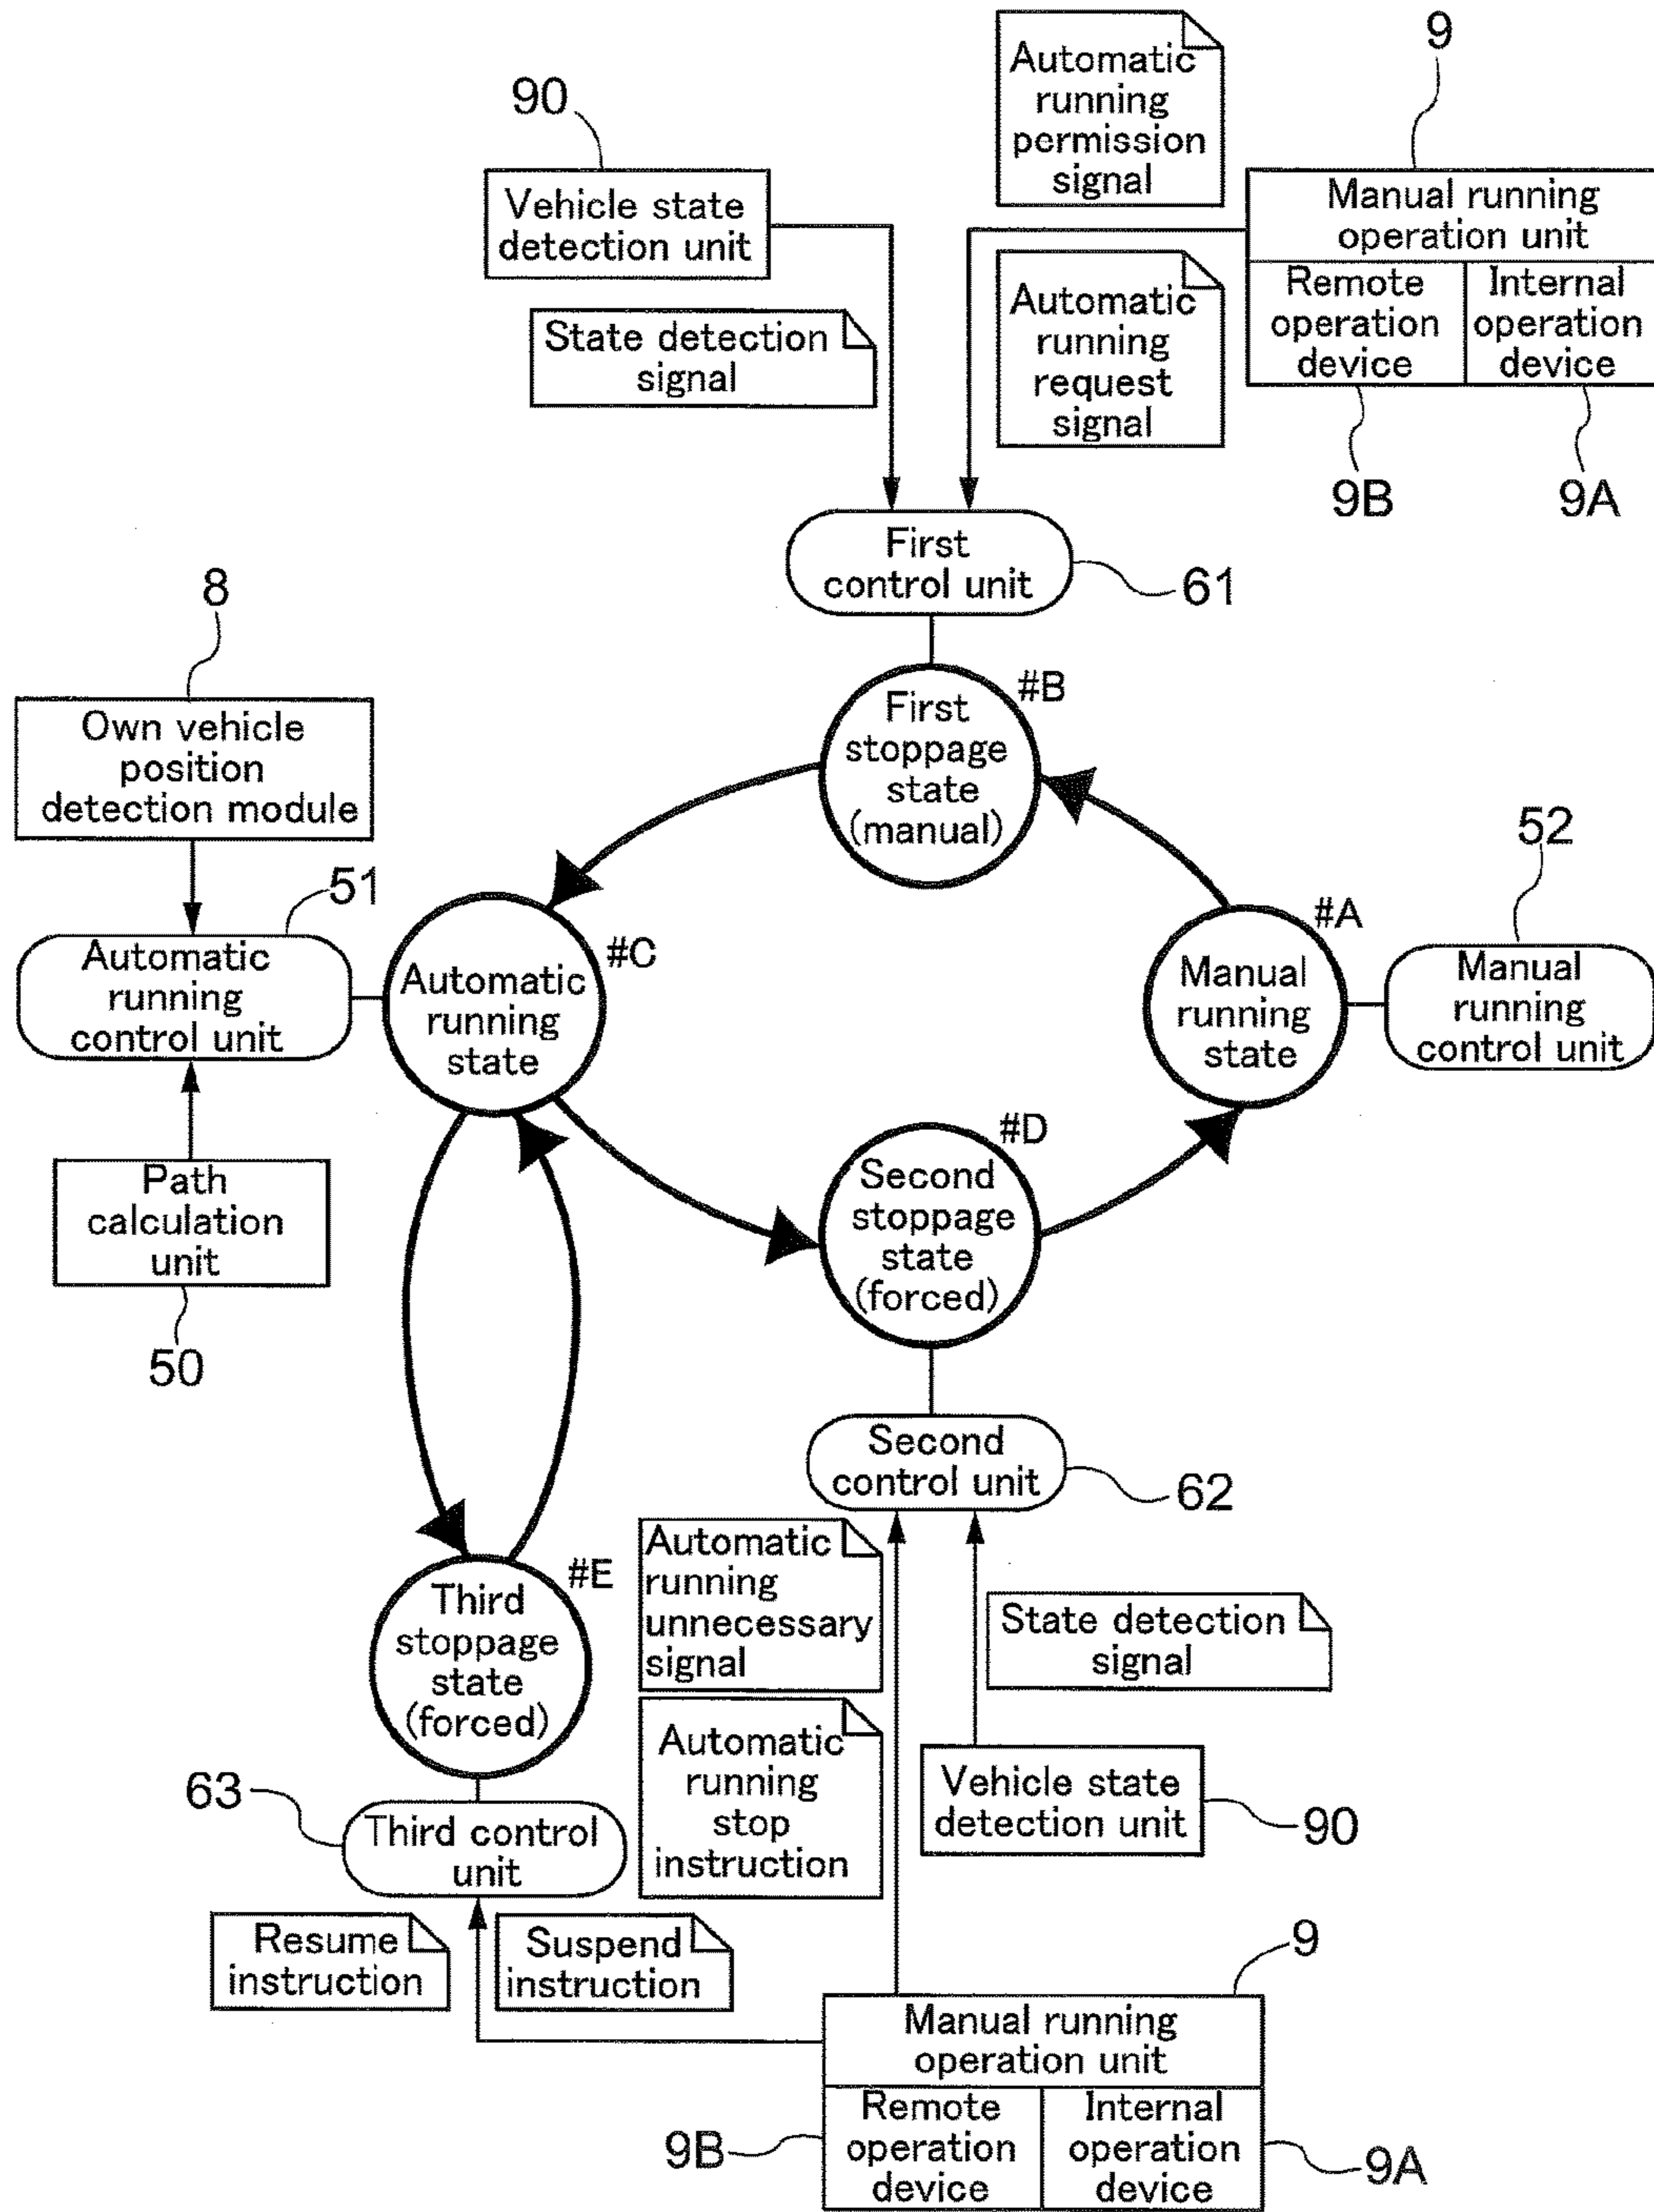 Automatic
running
permission
signal
9
90
Vehicle state
detection unit
Manual running
operation unit
Remote
operation
device
Internal
operation
device
State detection
signal
Automatic
running
request
signal
9B
9A
First
control unit
61
8
Own vehicle
position
detection module
#B
First
stoppage
state
(manual)
52
51
#A
Automatic
running
control unit
#C
Automatic
running
state
Manual
running
state
Manual
running
control unit
Path
calculation
unit
50
#D
Second
stoppage
state
(forced)
Second
control unit
62
#E
Third
stoppage
state
(forced)
Automatic
running
unnecessary
signal
State detection
signal
Automatic
running
stop
instruction
Vehicle state
detection unit
90
63
Third control
unit
Resume
instruction
Suspend
instruction
9
Manual running
operation unit
Remote
operation
device
Internal
operation
device
9B
9A